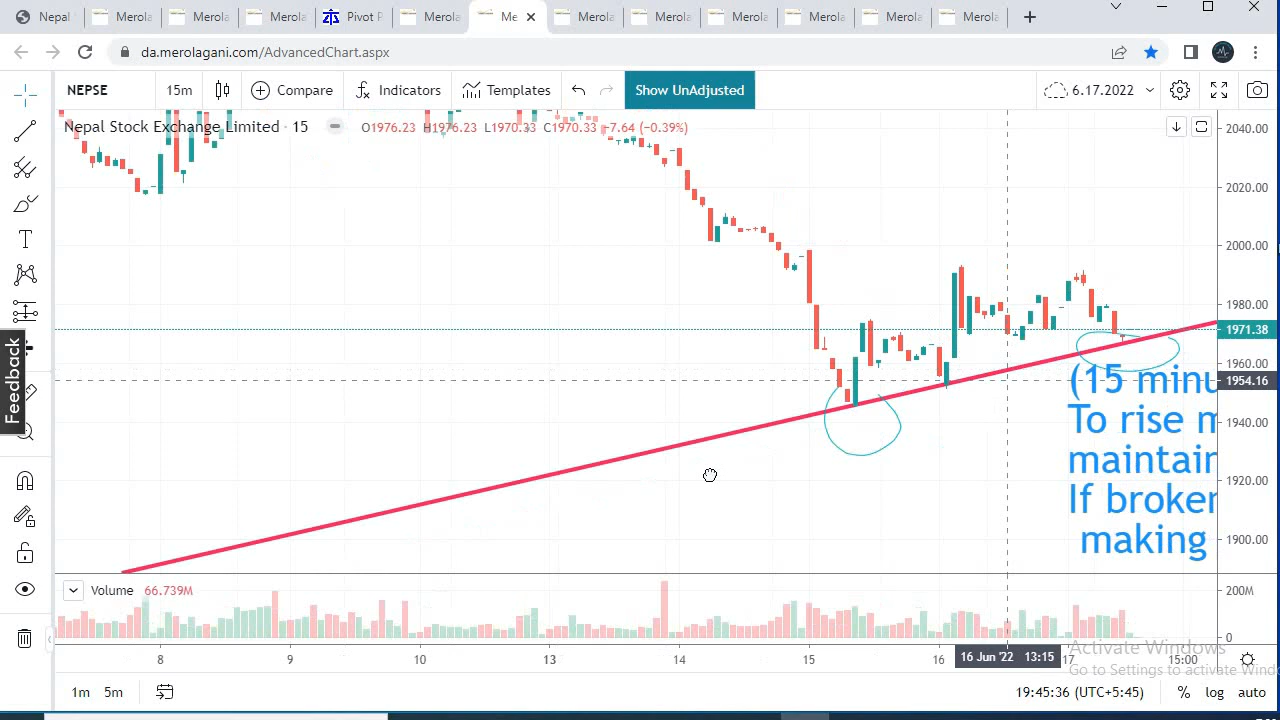 Nepal
Merola
Merola
Merola
Pivot P
Merola
Me
Merola
Merola
Merol
Merola
Merola
Merola
da.merolagani.com/AdvancedChart.aspx
NEPSE 15m Compare Indicators Templates Show UnAdjusted 6.17.2022
Nepal Stock Exchange Limited · 15 O1976.23 H1976.23 L1970.33 C1970.33 −7.64 (−0.39%)
2040.00
2020.00
2000.00
1980.00
1971.38
1960.00
1954.16
1940.00
1920.00
1900.00
Feedback
(15 minu
To rise m
maintain
If broken
making
Volume 66.739M
200M
0
8 9 10 13 14 15 16 16 Jun '22 13:15 17 15:00
Activate Windows
Go to Settings to activate Windo
1m 5m 19:45:36 (UTC+5:45) % log auto